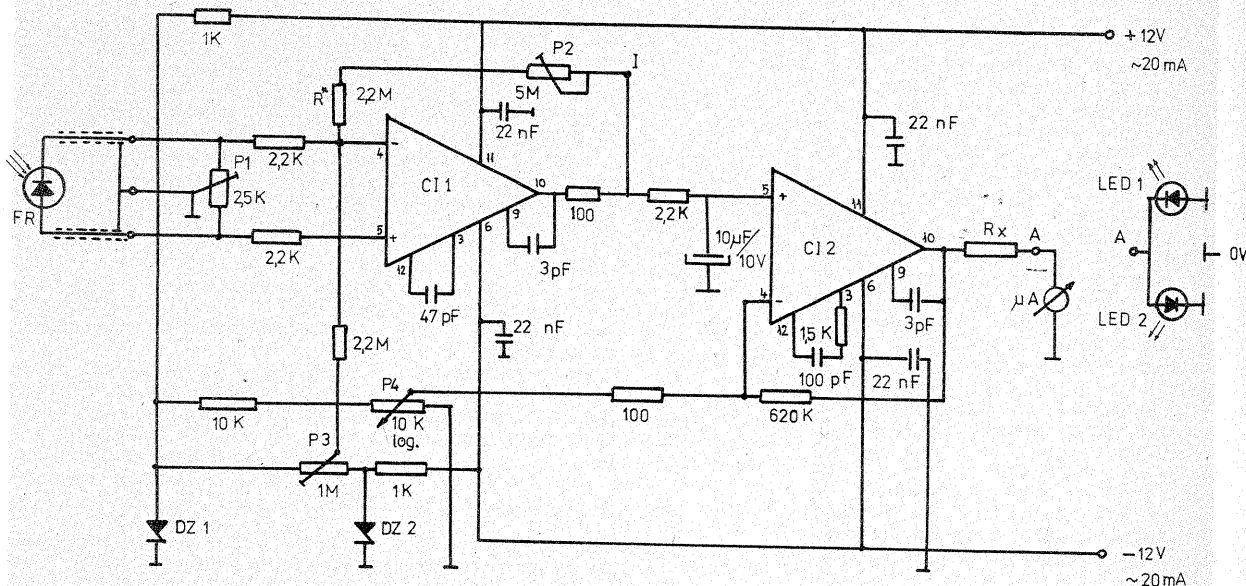 1K
+12V
~20 mA
P2
I
5M
R*
2,2M
22 nF
22 nF
2,2K
4
-
11
P1
25K
FR
CI 1
10
100
2,2K
5
+
11
LED 1
2,2K
5
+
9
3
6
12
3pF
10µF/
10V
CI 2
10
Rx
A
A
0V
µA
4
-
9
3
6
12
3pF
LED 2
47 pF
22 nF
1,5 K
100 pF
22 nF
2,2M
P4
10 K
10 K
log.
100
620K
P3
1M
1K
DZ 1
DZ 2
-12V
~20 mA